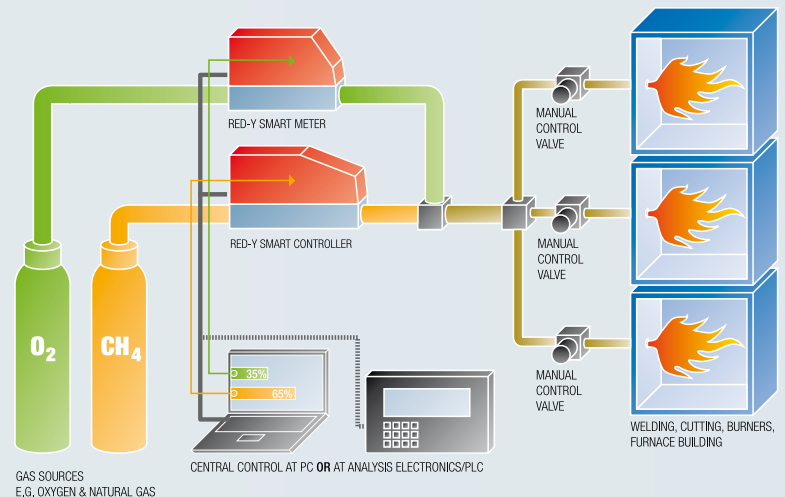 RED-Y SMART METER
MANUAL
CONTROL
VALVE
RED-Y SMART CONTROLLER
MANUAL
CONTROL
VALVE
O2
CH4
35%
65%
MANUAL
CONTROL
VALVE
WELDING, CUTTING, BURNERS,
FURNACE BUILDING
CENTRAL CONTROL AT PC OR AT ANALYSIS ELECTRONICS/PLC
GAS SOURCES
E,G, OXYGEN & NATURAL GAS